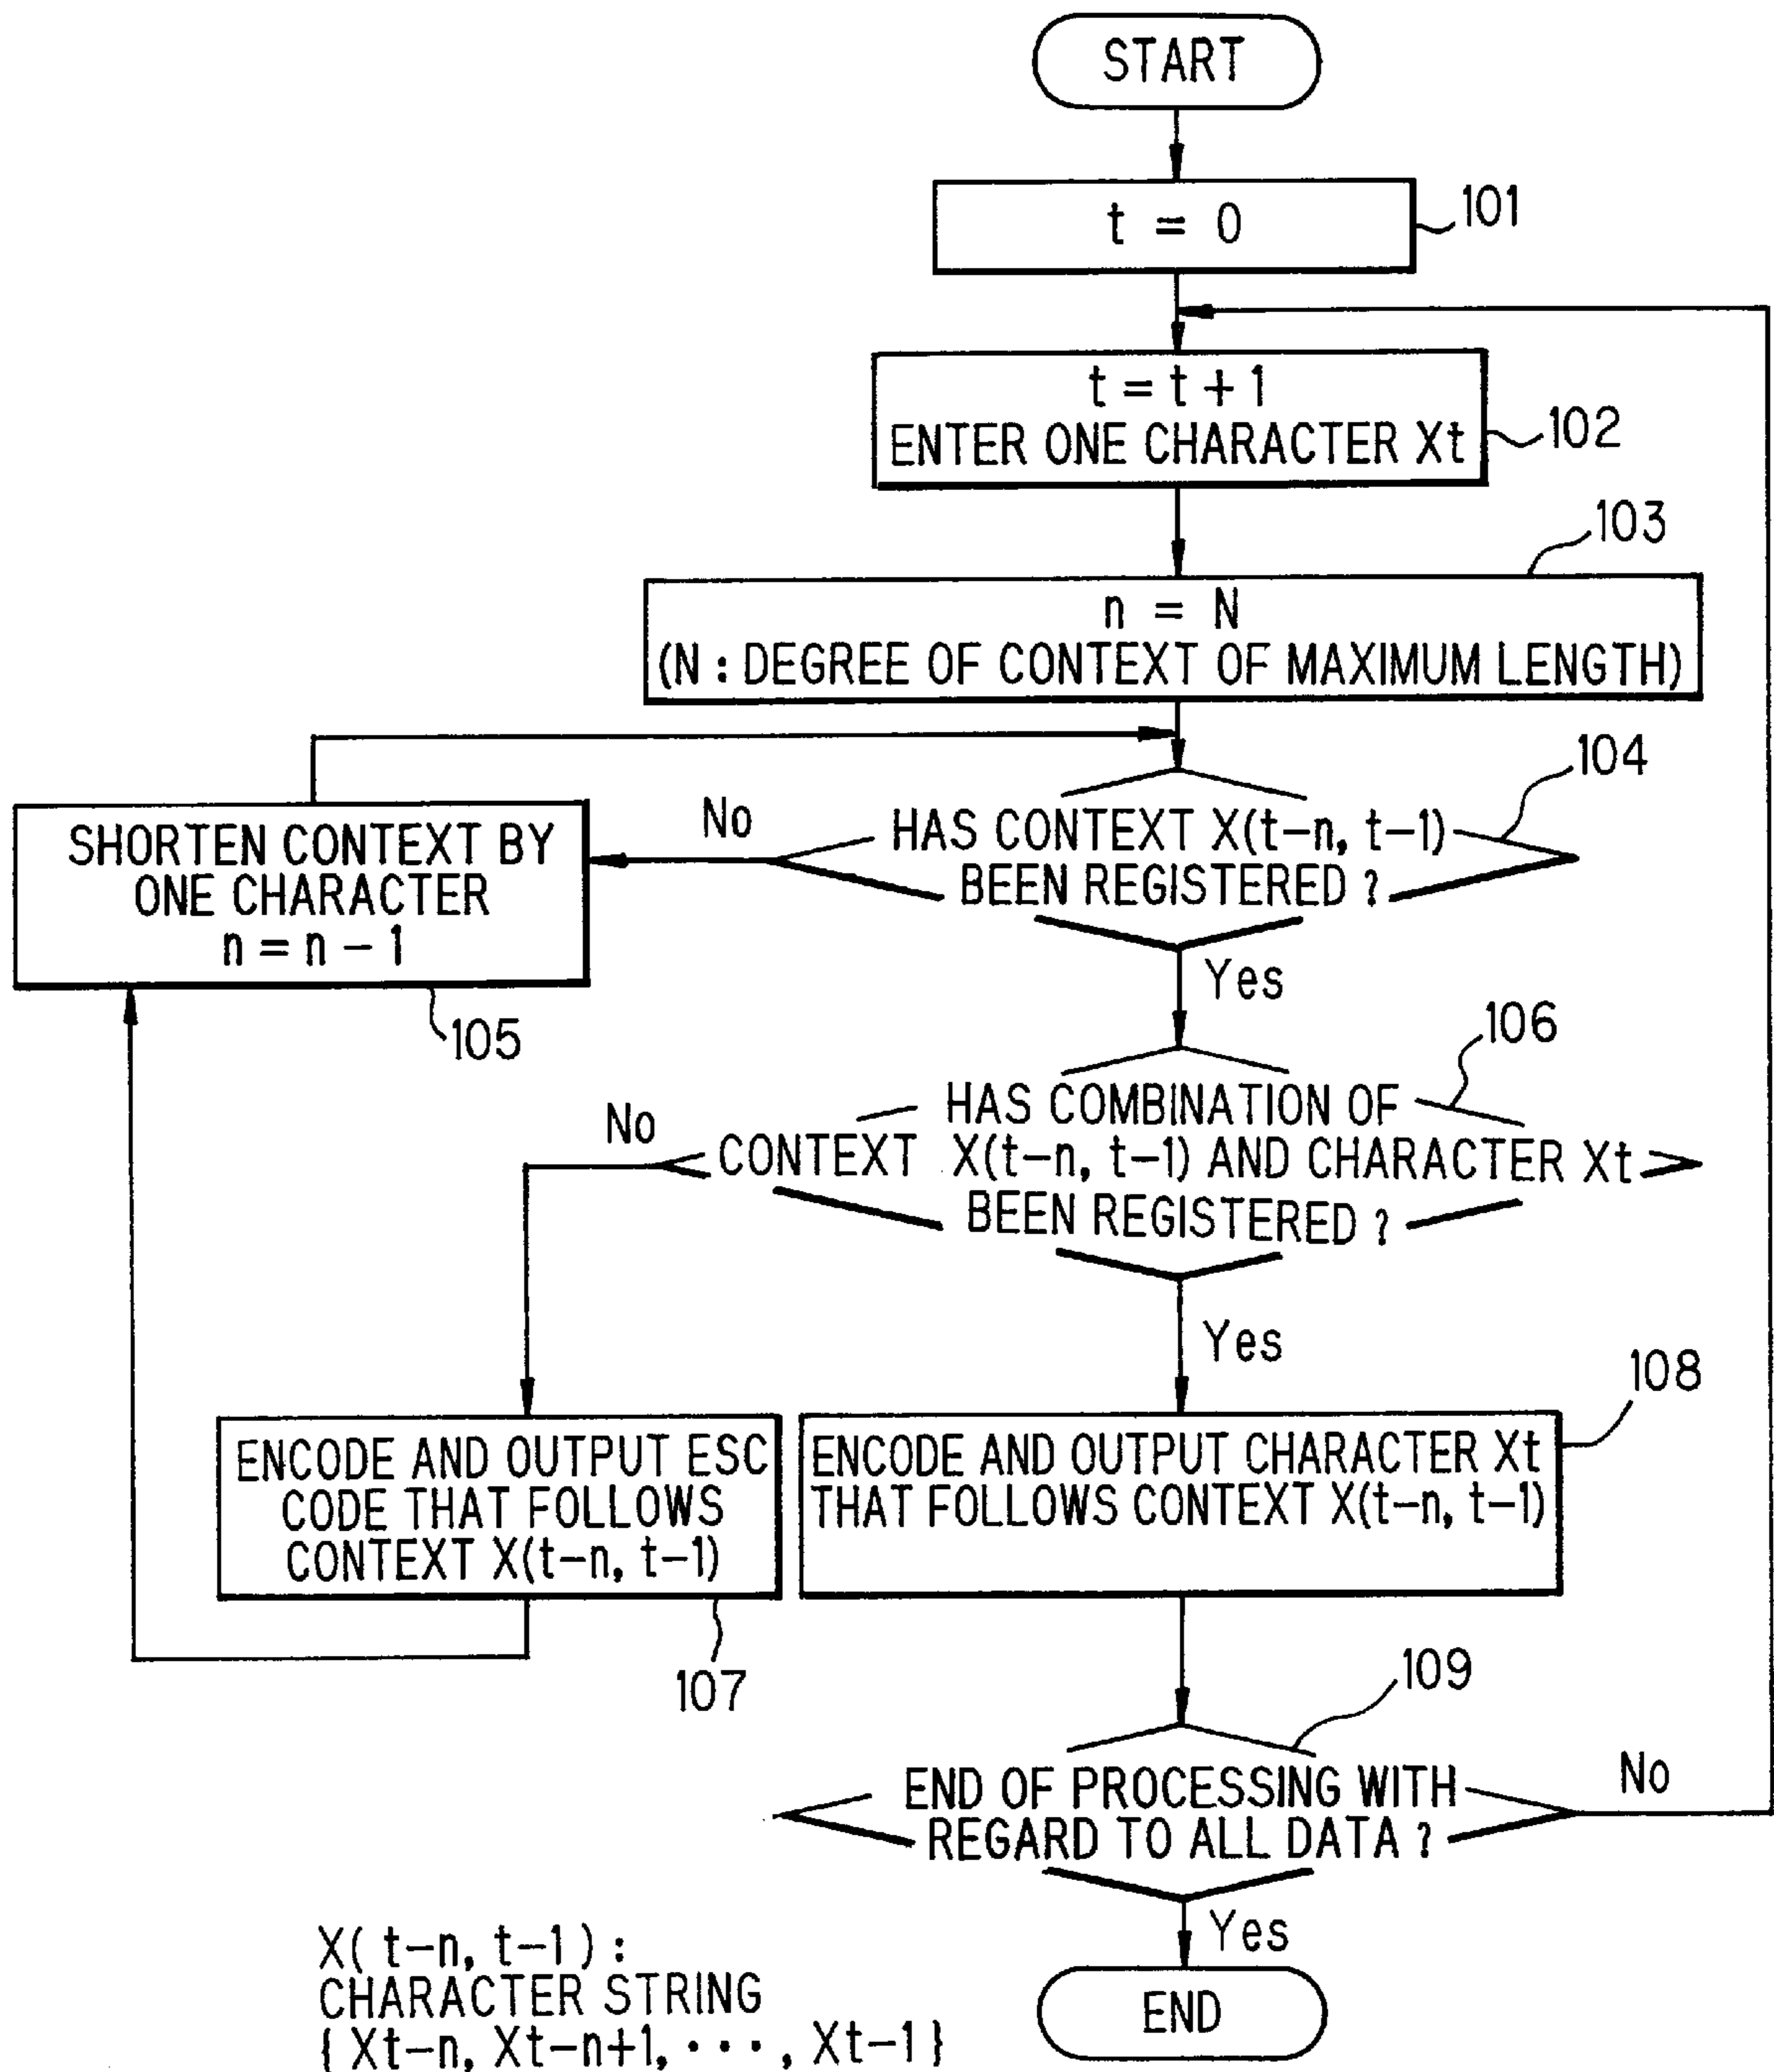 START
t = 0
101
t = t + 1
ENTER ONE CHARACTER Xt
102
103
n = N
(N : DEGREE OF CONTEXT OF MAXIMUM LENGTH)
104
HAS CONTEXT X(t-n, t-1)
BEEN REGISTERED ?
No
SHORTEN CONTEXT BY
ONE CHARACTER
n = n - 1
105
Yes
106
HAS COMBINATION OF
CONTEXT X(t-n, t-1) AND CHARACTER Xt
BEEN REGISTERED ?
No
Yes
108
ENCODE AND OUTPUT ESC
CODE THAT FOLLOWS
CONTEXT X(t-n, t-1)
107
ENCODE AND OUTPUT CHARACTER Xt
THAT FOLLOWS CONTEXT X(t-n, t-1)
109
END OF PROCESSING WITH
REGARD TO ALL DATA ?
No
Yes
END
X( t-n, t-1 ) :
CHARACTER STRING
{ Xt-n, Xt-n+1, · · · , Xt-1 }